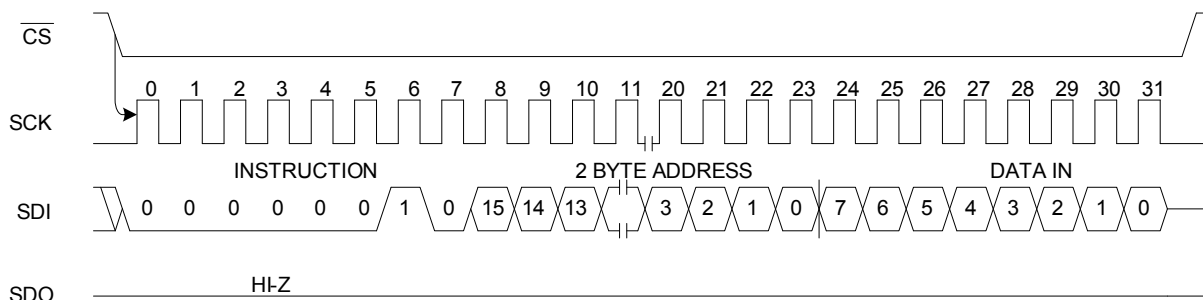 CS
0 1 2 3 4 5 6 7 8 9 10 11 20 21 22 23 24 25 26 27 28 29 30 31
SCK
INSTRUCTION 2 BYTE ADDRESS DATA IN
SDI 0 0 0 0 0 0 1 0 15 14 13 3 2 1 0 7 6 5 4 3 2 1 0
HI-Z
SDO